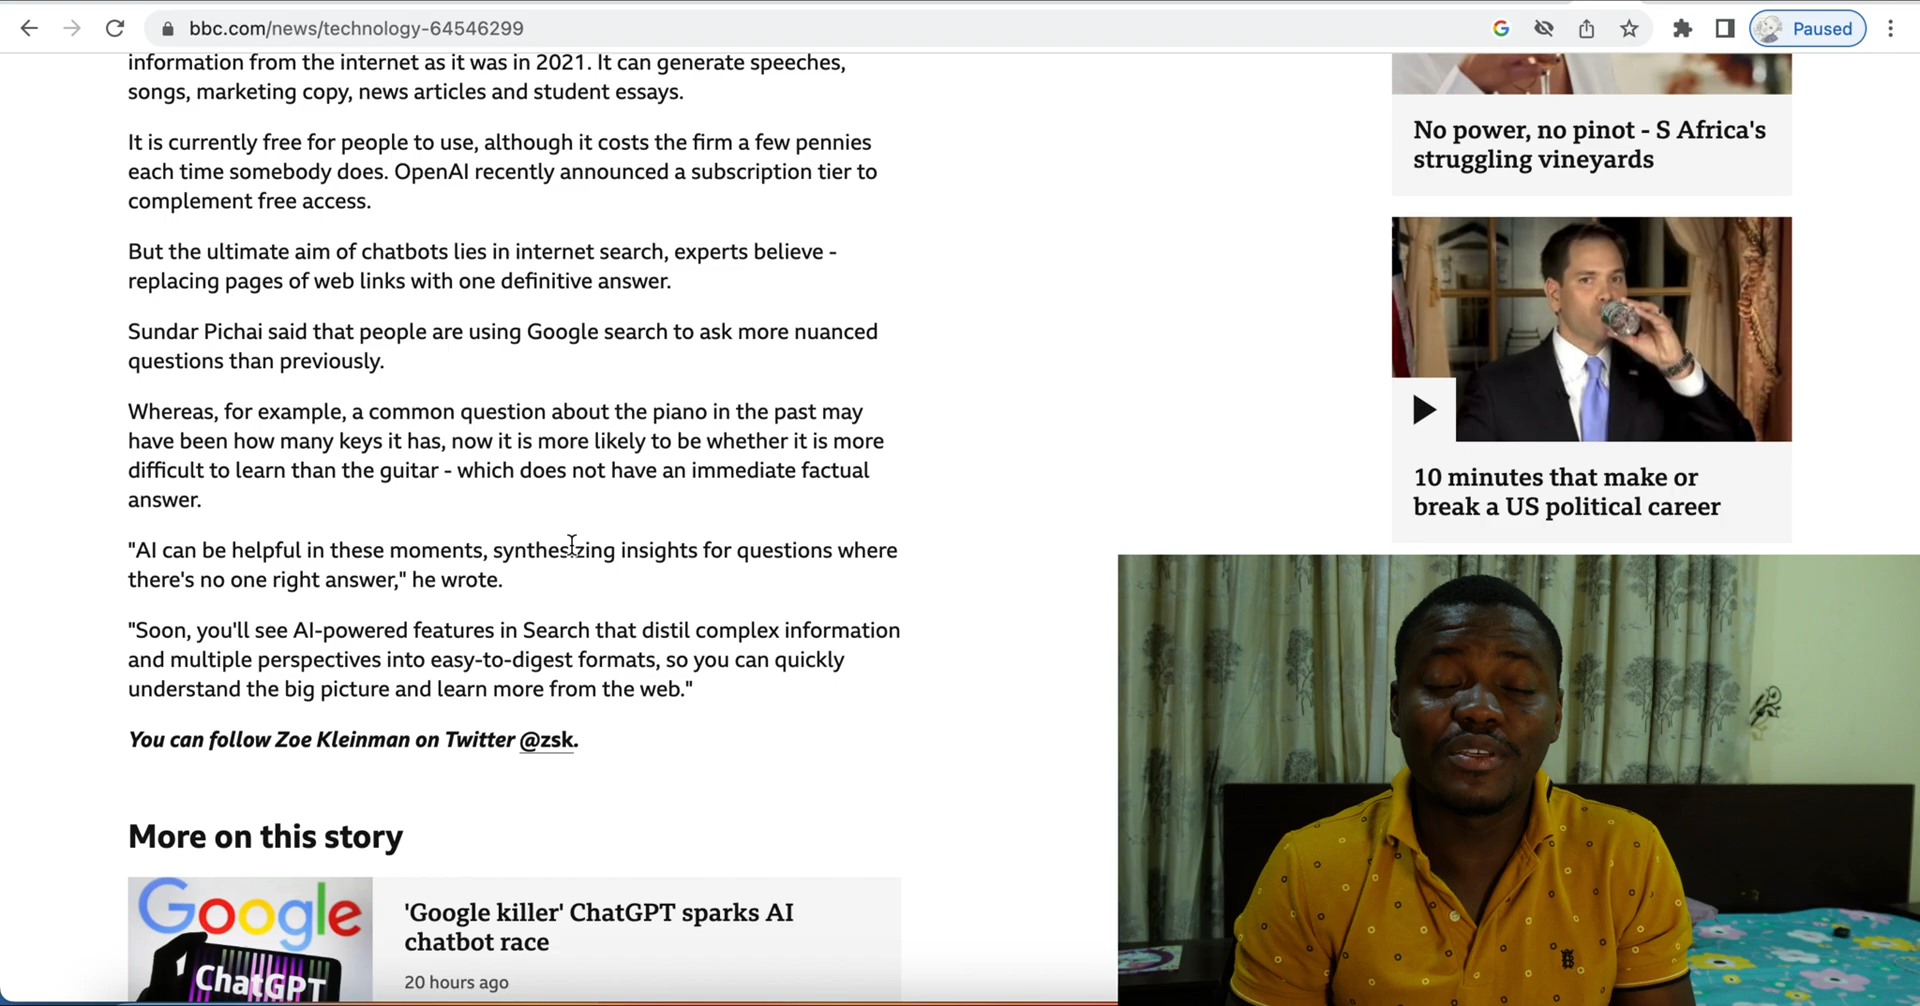 bbc.com/news/technology-64546299
Paused
information from the internet as it was in 2021. It can generate speeches,
songs, marketing copy, news articles and student essays.
It is currently free for people to use, although it costs the firm a few pennies
each time somebody does. OpenAI recently announced a subscription tier to
complement free access.
But the ultimate aim of chatbots lies in internet search, experts believe -
replacing pages of web links with one definitive answer.
Sundar Pichai said that people are using Google search to ask more nuanced
questions than previously.
Whereas, for example, a common question about the piano in the past may
have been how many keys it has, now it is more likely to be whether it is more
difficult to learn than the guitar - which does not have an immediate factual
answer.
"AI can be helpful in these moments, synthesizing insights for questions where
there's no one right answer," he wrote.
"Soon, you'll see AI-powered features in Search that distil complex information
and multiple perspectives into easy-to-digest formats, so you can quickly
understand the big picture and learn more from the web."
You can follow Zoe Kleinman on Twitter @zsk.
More on this story
Google
ChatGPT
'Google killer' ChatGPT sparks AI
chatbot race
20 hours ago
No power, no pinot - S Africa's
struggling vineyards
10 minutes that make or
break a US political career